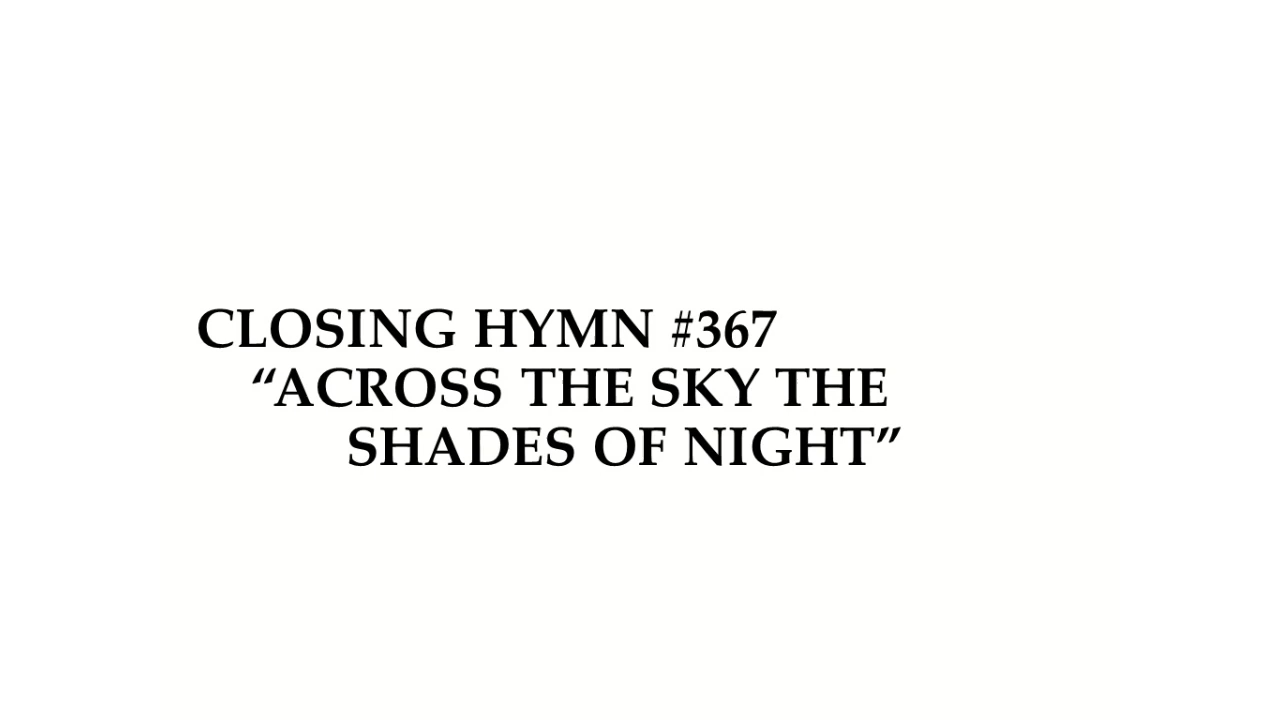 CLOSING HYMN #367
“ACROSS THE SKY THE
SHADES OF NIGHT”